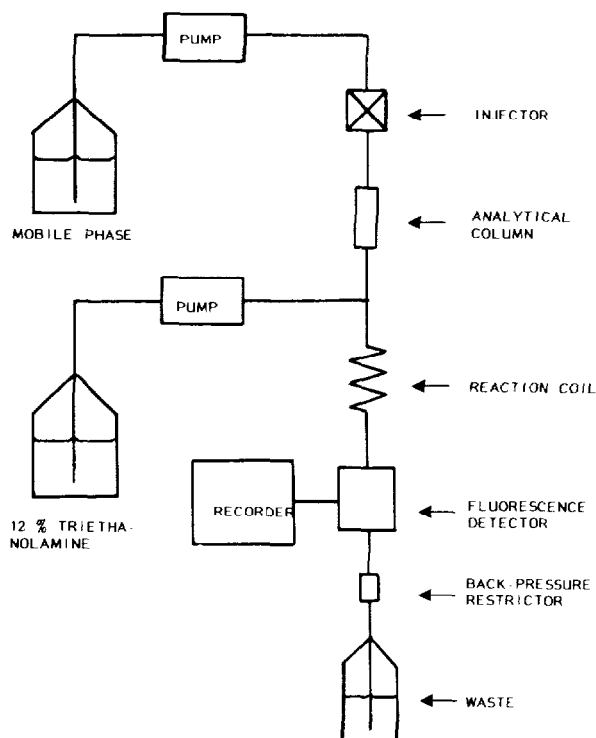 PUMP
INJECTOR
MOBILE PHASE
ANALYTICAL
COLUMN
PUMP
REACTION COIL
12 % TRIETHA-
NOLAMINE
RECORDER
FLUORESCENCE
DETECTOR
BACK-PRESSURE
RESTRICTOR
WASTE